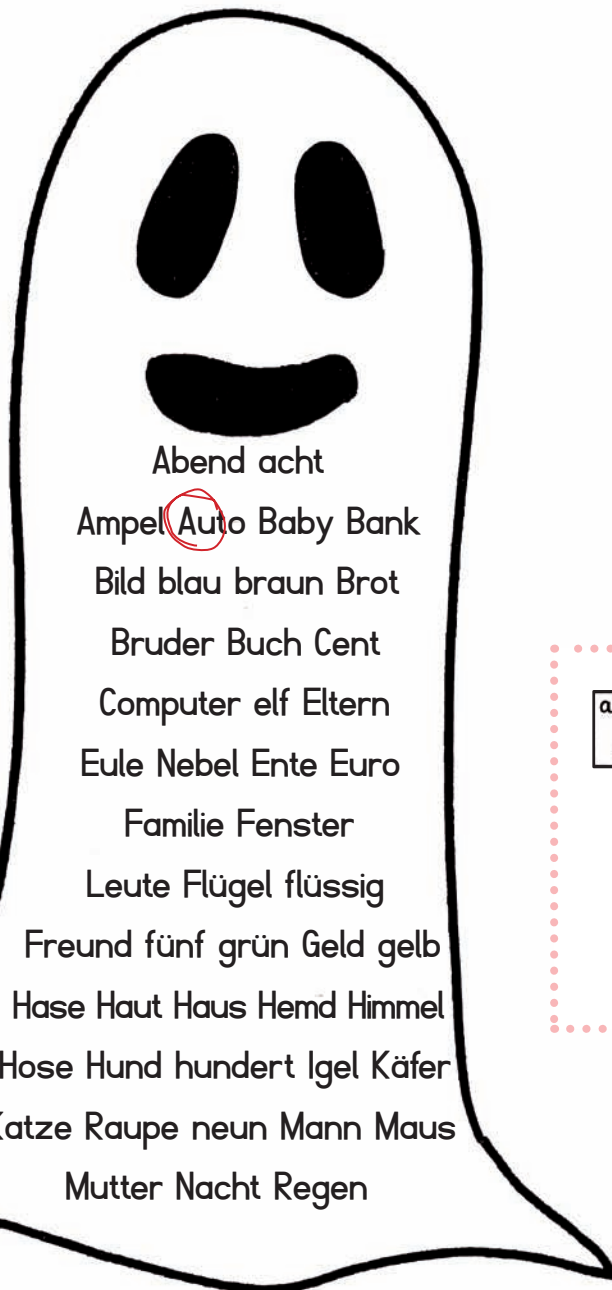 Abend acht
Ampel Auto Baby Bank
Bild blau braun Brot
Bruder Buch Cent
Computer elf Eltern
Eule Nebel Ente Euro
Familie Fenster
Leute Flügel flüssig
Freund fünf grün Geld gelb
Hase Haut Haus Hemd Himmel
Hose Hund hundert Igel Käfer
Katze Raupe neun Mann Maus
Mutter Nacht Regen